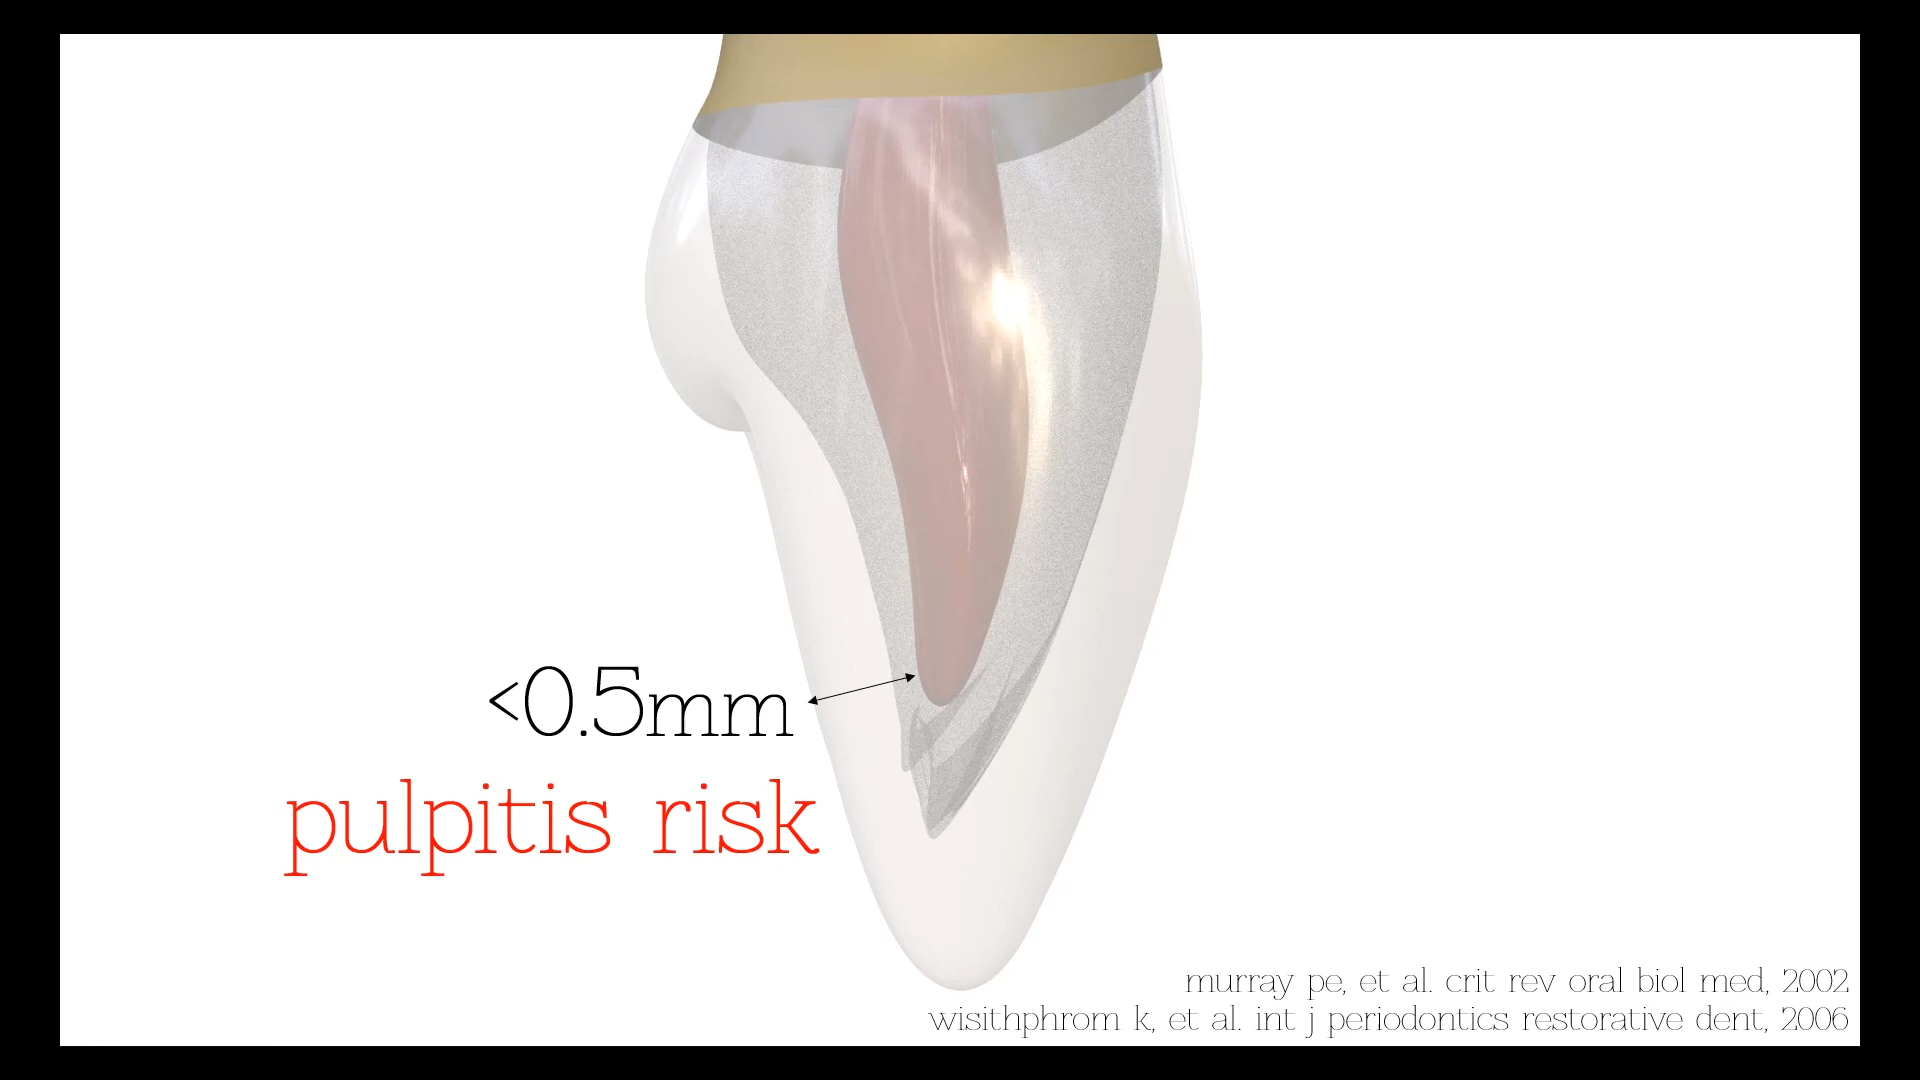 <0.5mm
pulpitis risk
murray pe, et al. crit rev oral biol med, 2002
wisithphrom k, et al. int j periodontics restorative dent, 2006